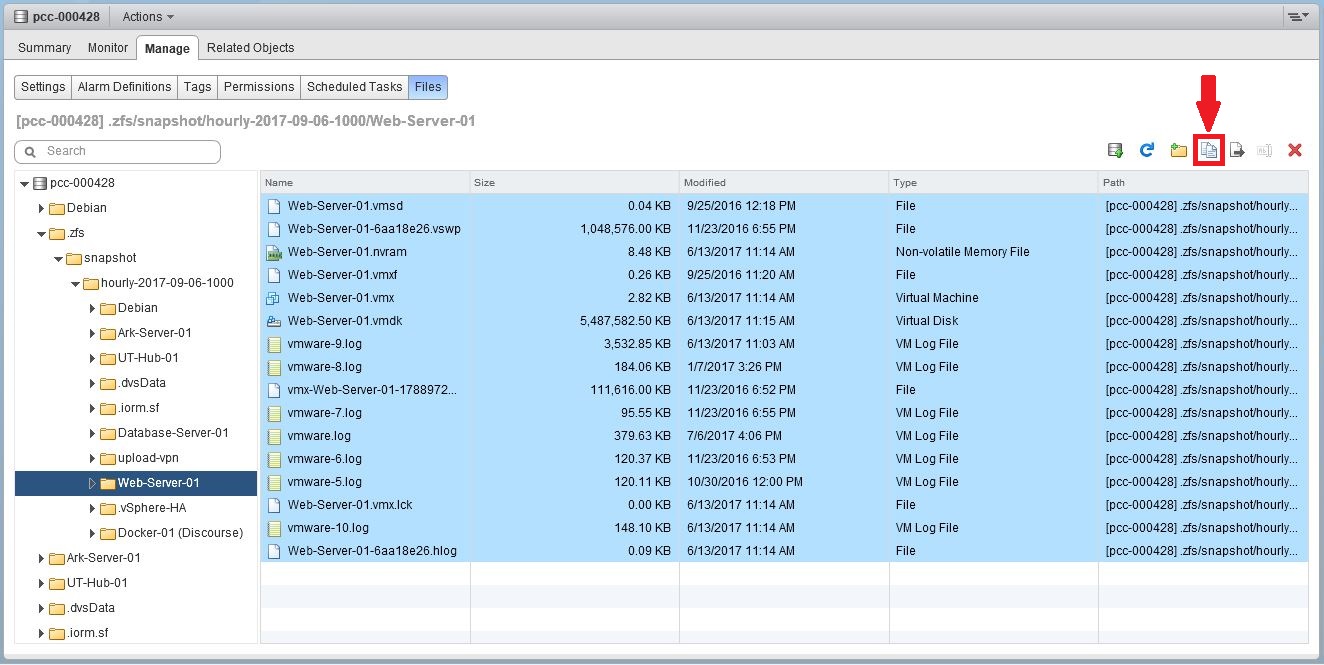 pcc-000428 Actions
Summary Monitor Manage Related Objects
Settings Alarm Definitions Tags Permissions Scheduled Tasks Files
[pcc-000428] .zfs/snapshot/hourly-2017-09-06-1000/Web-Server-01
Search
pcc-000428
Debian
.zfs
snapshot
hourly-2017-09-06-1000
Debian
Ark-Server-01
UT-Hub-01
.dvsData
.iorm.sf
Database-Server-01
upload-vpn
Web-Server-01
.vSphere-HA
Docker-01 (Discourse)
Ark-Server-01
UT-Hub-01
.dvsData
.iorm.sf
Name Size Modified Type Path
Web-Server-01.vmsd 0.04 KB 9/25/2016 12:18 PM File [pcc-000428] .zfs/snapshot/hourly...
Web-Server-01-6aa18e26.vswp 1,048,576.00 KB 11/23/2016 6:55 PM File [pcc-000428] .zfs/snapshot/hourly...
Web-Server-01.nvram 8.48 KB 6/13/2017 11:14 AM Non-volatile Memory File [pcc-000428] .zfs/snapshot/hourly...
Web-Server-01.vmxf 0.26 KB 9/25/2016 11:20 AM File [pcc-000428] .zfs/snapshot/hourly...
Web-Server-01.vmx 2.82 KB 6/13/2017 11:14 AM Virtual Machine [pcc-000428] .zfs/snapshot/hourly...
Web-Server-01.vmdk 5,487,582.50 KB 6/13/2017 11:15 AM Virtual Disk [pcc-000428] .zfs/snapshot/hourly...
vmware-9.log 3,532.85 KB 6/13/2017 11:03 AM VM Log File [pcc-000428] .zfs/snapshot/hourly...
vmware-8.log 184.06 KB 1/7/2017 3:26 PM VM Log File [pcc-000428] .zfs/snapshot/hourly...
vmx-Web-Server-01-1788972... 111,616.00 KB 11/23/2016 6:52 PM File [pcc-000428] .zfs/snapshot/hourly...
vmware-7.log 95.55 KB 11/23/2016 6:55 PM VM Log File [pcc-000428] .zfs/snapshot/hourly...
vmware.log 379.63 KB 7/6/2017 4:06 PM VM Log File [pcc-000428] .zfs/snapshot/hourly...
vmware-6.log 120.37 KB 11/23/2016 6:53 PM VM Log File [pcc-000428] .zfs/snapshot/hourly...
vmware-5.log 120.11 KB 10/30/2016 12:00 PM VM Log File [pcc-000428] .zfs/snapshot/hourly...
Web-Server-01.vmx.lck 0.00 KB 6/13/2017 11:14 AM File [pcc-000428] .zfs/snapshot/hourly...
vmware-10.log 148.10 KB 6/13/2017 11:14 AM VM Log File [pcc-000428] .zfs/snapshot/hourly...
Web-Server-01-6aa18e26.hlog 0.09 KB 6/13/2017 11:14 AM File [pcc-000428] .zfs/snapshot/hourly...